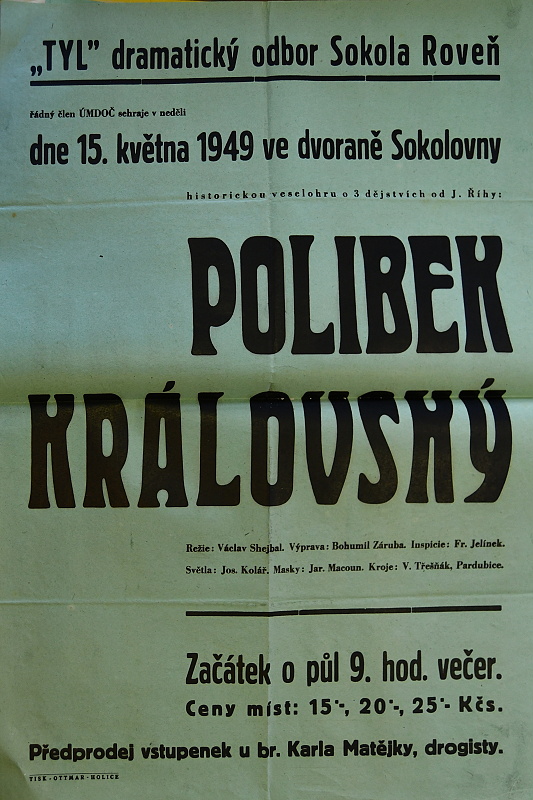 „TYL” dramatický odbor Sokola Roveň
řádný člen ÚMDOČ sehraje v neděli
dne 15. května 1949 ve dvoraně Sokolovny
historickou veselohru o 3 dějstvích od J. Říhy:
POLIBEK
KRÁLOVSKÝ
Režie: Václav Shejbal. Výprava: Bohumil Záruba. Inspicie: Fr. Jelínek.
Světla: Jos. Kolář. Masky: Jar. Macoun. Kroje: V. Třešňák, Pardubice.
Začátek o půl 9. hod. večer.
Ceny míst: 15·-, 20·-, 25·- Kčs.
Předprodej vstupenek u br. Karla Matějky, drogisty.
TISK - OTTMAR - HOLICE